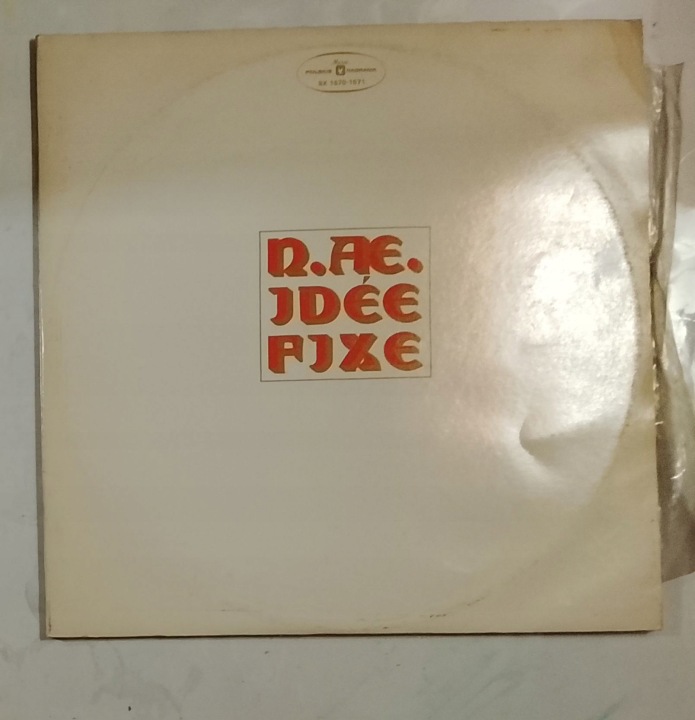 POLSKIE NAGRANIA
SX 1670-1671
N.AE.
IDÉE
FIXE